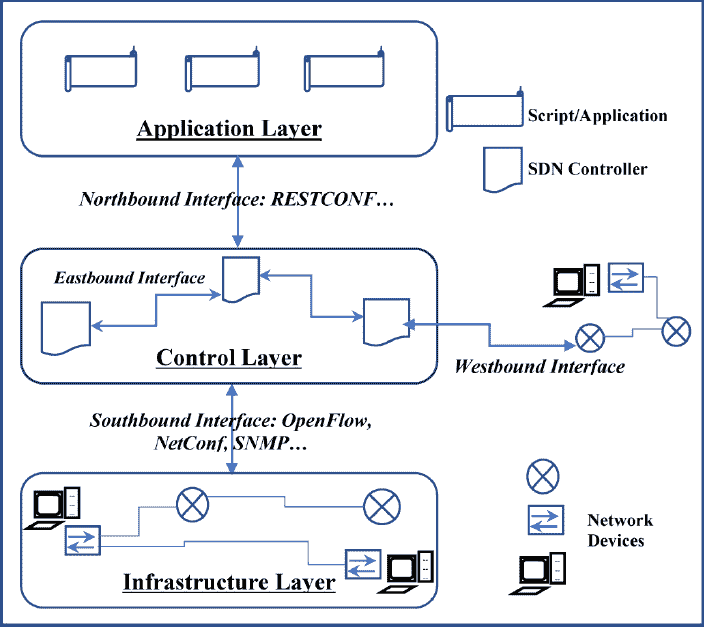 Application Layer
Script/Application
SDN Controller
Northbound Interface: RESTCONF…
Eastbound Interface
Control Layer
Westbound Interface
Southbound Interface: OpenFlow,
NetConf, SNMP…
Network
Devices
Infrastructure Layer